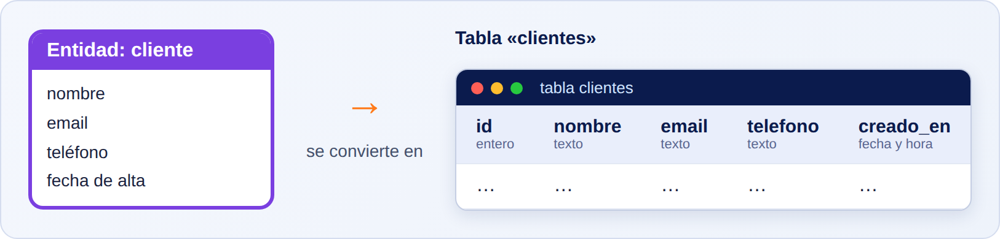 Entidad: cliente
nombre
email
teléfono
fecha de alta
→
se convierte en
Tabla «clientes»
tabla clientes
id nombre email telefono creado_en
entero texto texto texto fecha y hora
... ... ... ... ...